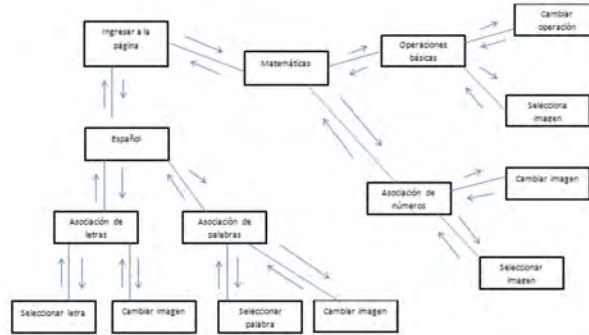 Ingresar a la
página
Matemáticas
Operaciones
básicas
Cambiar
operación
Selecciona
imagen
Español
Asociación de
números
Cambiar imagen
Seleccionar
imagen
Asociación de
letras
Asociación de
palabras
Seleccionar letra
Cambiar imagen
Seleccionar
palabra
Cambiar imagen